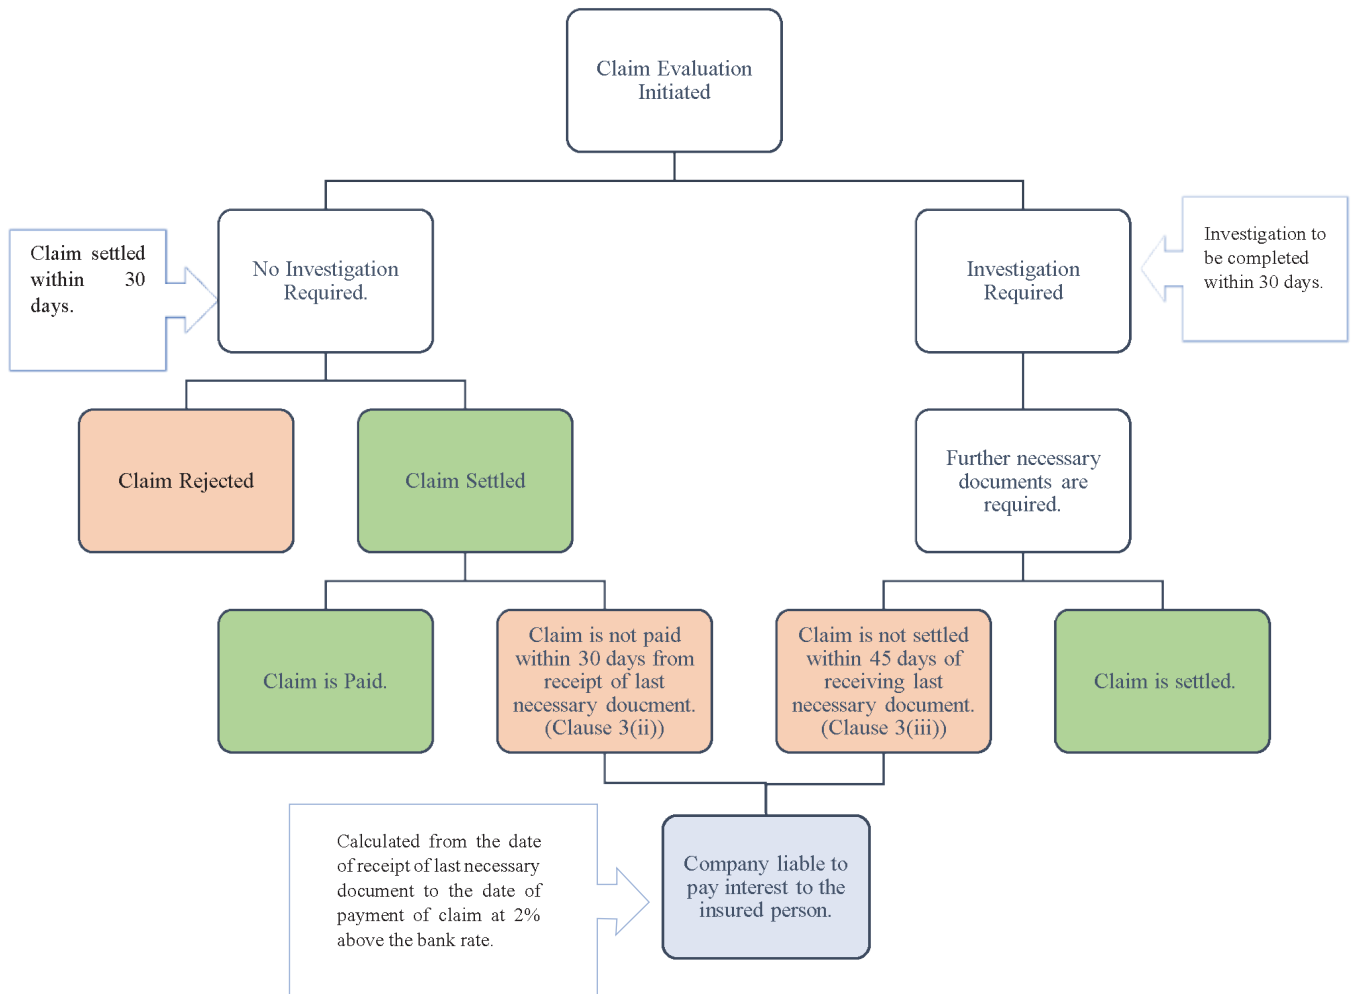 Claim Evaluation
Initiated
Claim settled
within 30
days.
No Investigation
Required.
Investigation
Required
Investigation to
be completed
within 30 days.
Claim Rejected
Claim Settled
Further necessary
documents are
required.
Claim is Paid.
Claim is not paid
within 30 days from
receipt of last
necessary doucment.
(Clause 3(ii))
Claim is not settled
within 45 days of
receiving last
necessary document.
(Clause 3(iii))
Claim is settled.
Calculated from the date
of receipt of last necessary
document to the date of
payment of claim at 2%
above the bank rate.
Company liable to
pay interest to the
insured person.